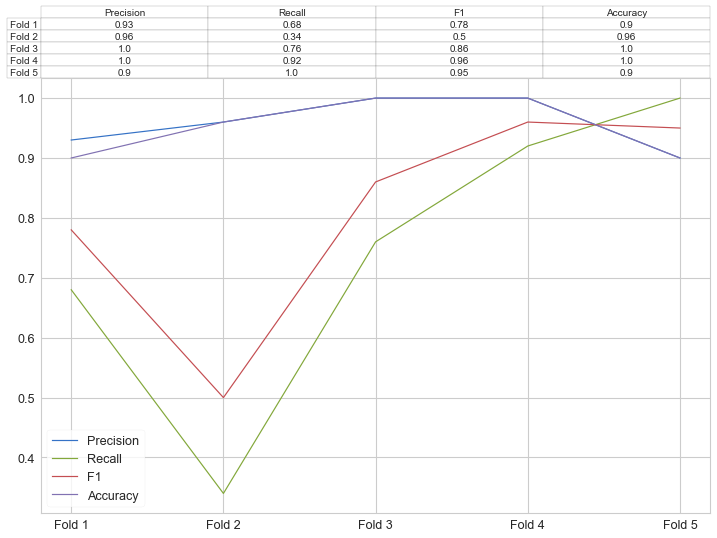 Precision Recall F1 Accuracy
Fold 1 0.93 0.68 0.78 0.9
Fold 2 0.96 0.34 0.5 0.96
Fold 3 1.0 0.76 0.86 1.0
Fold 4 1.0 0.92 0.96 1.0
Fold 5 0.9 1.0 0.95 0.9
1.0
0.9
0.8
0.7
0.6
0.5
0.4
Precision
Recall
F1
Accuracy
Fold 1 Fold 2 Fold 3 Fold 4 Fold 5